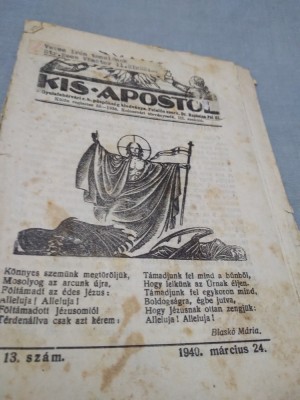 KIS-APOSTOL
Könnyes szemünk megtöröljük,
Mosolyog az arcunk újra,
Föltámadt az édes Jézus:
Alleluja! Alleluja!
Föltámadott Jézusomtól
Térdenállva csak azt kérem:
Támadjunk fel mind a bűnből,
Hogy lelkünk az Úrnak éljen.
Támadjunk fel egykoron mind,
Boldogságra, égbe jutva,
Hogy Jézusnak ottan zengjük:
Alleluja! Alleluja!
Blaskó Mária.
13. szám.
1940. március 24.